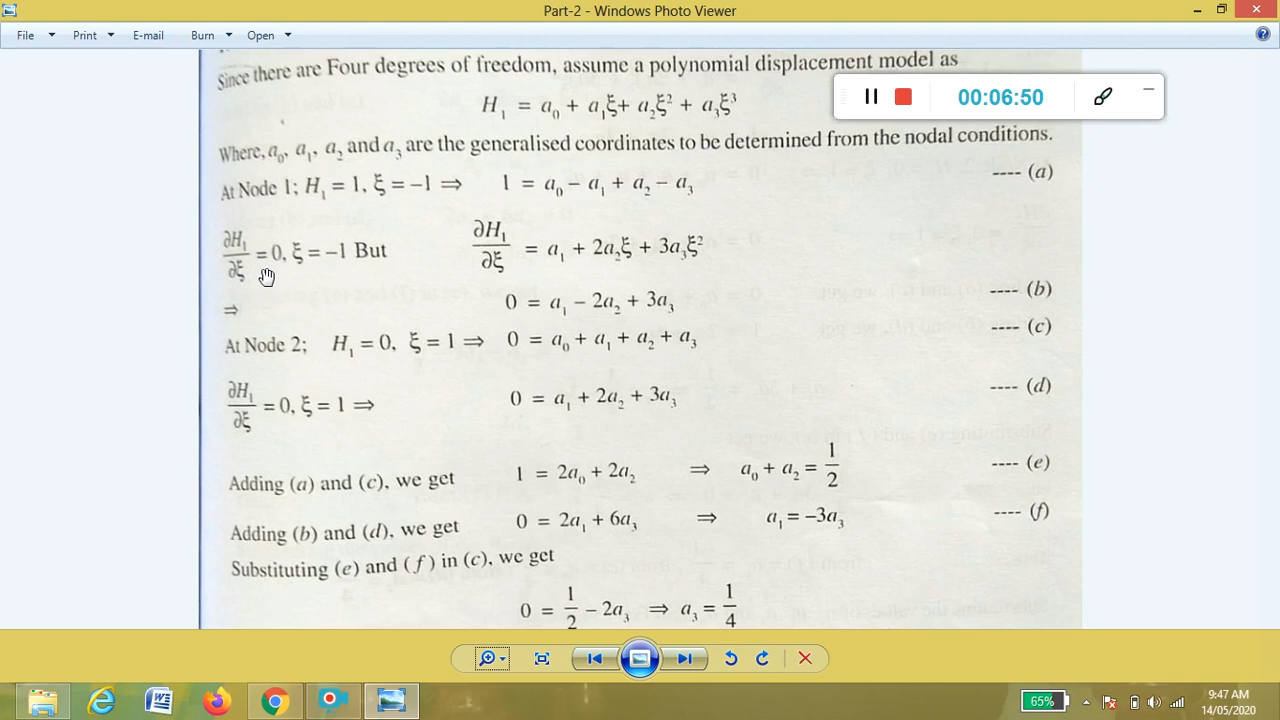 Part-2 - Windows Photo Viewer
File Print E-mail Burn Open
Since there are Four degrees of freedom, assume a polynomial displacement model as
H₁ = a₀ + a₁ξ+ a₂ξ² + a₃ξ³
00:06:50
Where, a₀, a₁, a₂ and a₃ are the generalised coordinates to be determined from the nodal conditions.
At Node 1; H₁ = 1, ξ = –1 ⇒ 1 = a₀ – a₁ + a₂ – a₃ ---- (a)
∂H₁/∂ξ = 0, ξ = –1 But ∂H₁/∂ξ = a₁ + 2a₂ξ + 3a₃ξ²
⇒ 0 = a₁ – 2a₂ + 3a₃ ---- (b)
At Node 2; H₁ = 0, ξ = 1 ⇒ 0 = a₀ + a₁ + a₂ + a₃ ---- (c)
∂H₁/∂ξ = 0, ξ = 1 ⇒ 0 = a₁ + 2a₂ + 3a₃ ---- (d)
Adding (a) and (c), we get 1 = 2a₀ + 2a₂ ⇒ a₀ + a₂ = 1/2 ---- (e)
Adding (b) and (d), we get 0 = 2a₁ + 6a₃ ⇒ a₁ = –3a₃ ---- (f)
Substituting (e) and (f) in (c), we get
0 = 1/2 – 2a₃ ⇒ a₃ = 1/4
65%
9:47 AM
14/05/2020